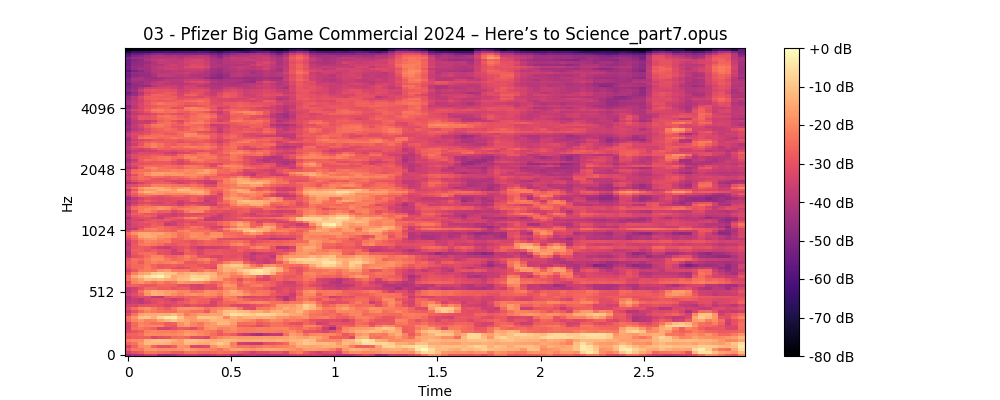 03 - Pfizer Big Game Commercial 2024 – Here’s to Science_part7.opus
Hz
4096
2048
1024
512
0
0
0.5
1
1.5
2
2.5
Time
+0 dB
-10 dB
-20 dB
-30 dB
-40 dB
-50 dB
-60 dB
-70 dB
-80 dB